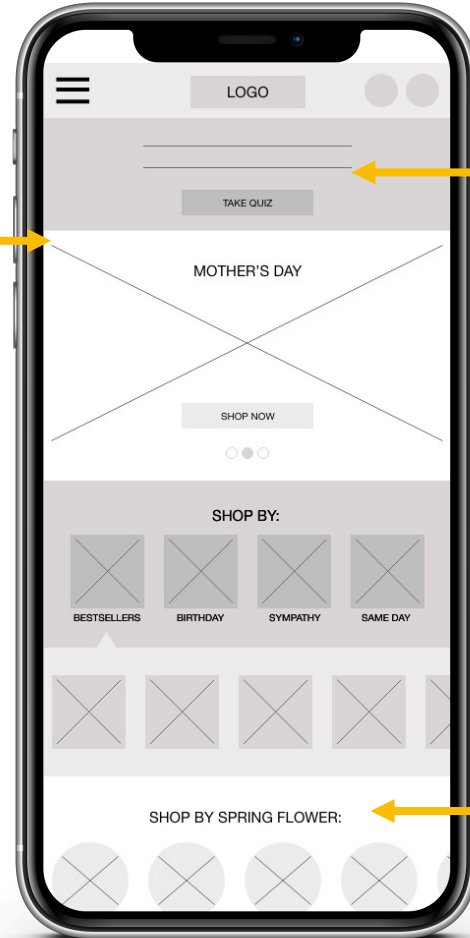 LOGO
TAKE QUIZ
MOTHER'S DAY
SHOP NOW
SHOP BY:
BESTSELLERS BIRTHDAY SYMPATHY SAME DAY
SHOP BY SPRING FLOWER: